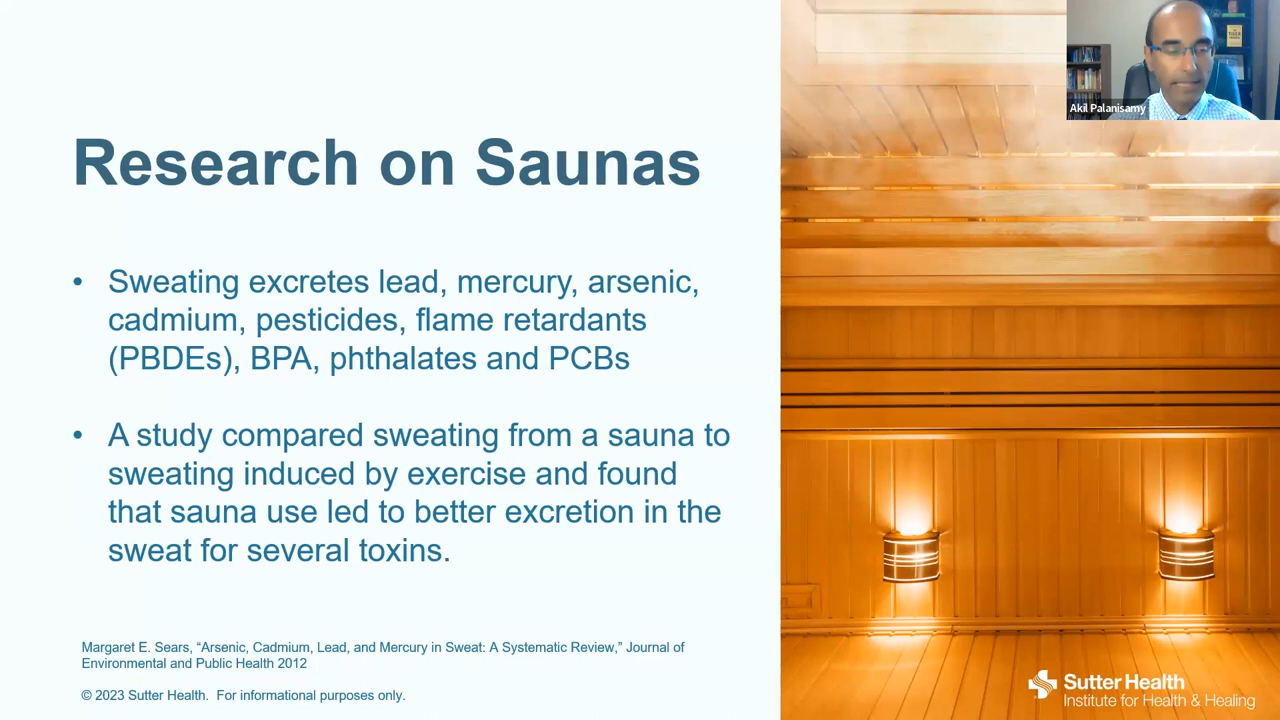 Research on Saunas
• Sweating excretes lead, mercury, arsenic,
cadmium, pesticides, flame retardants
(PBDEs), BPA, phthalates and PCBs
• A study compared sweating from a sauna to
sweating induced by exercise and found
that sauna use led to better excretion in the
sweat for several toxins.
Margaret E. Sears, “Arsenic, Cadmium, Lead, and Mercury in Sweat: A Systematic Review,” Journal of
Environmental and Public Health 2012
© 2023 Sutter Health.  For informational purposes only.
Akil Palanisamy
Sutter Health
Institute for Health & Healing